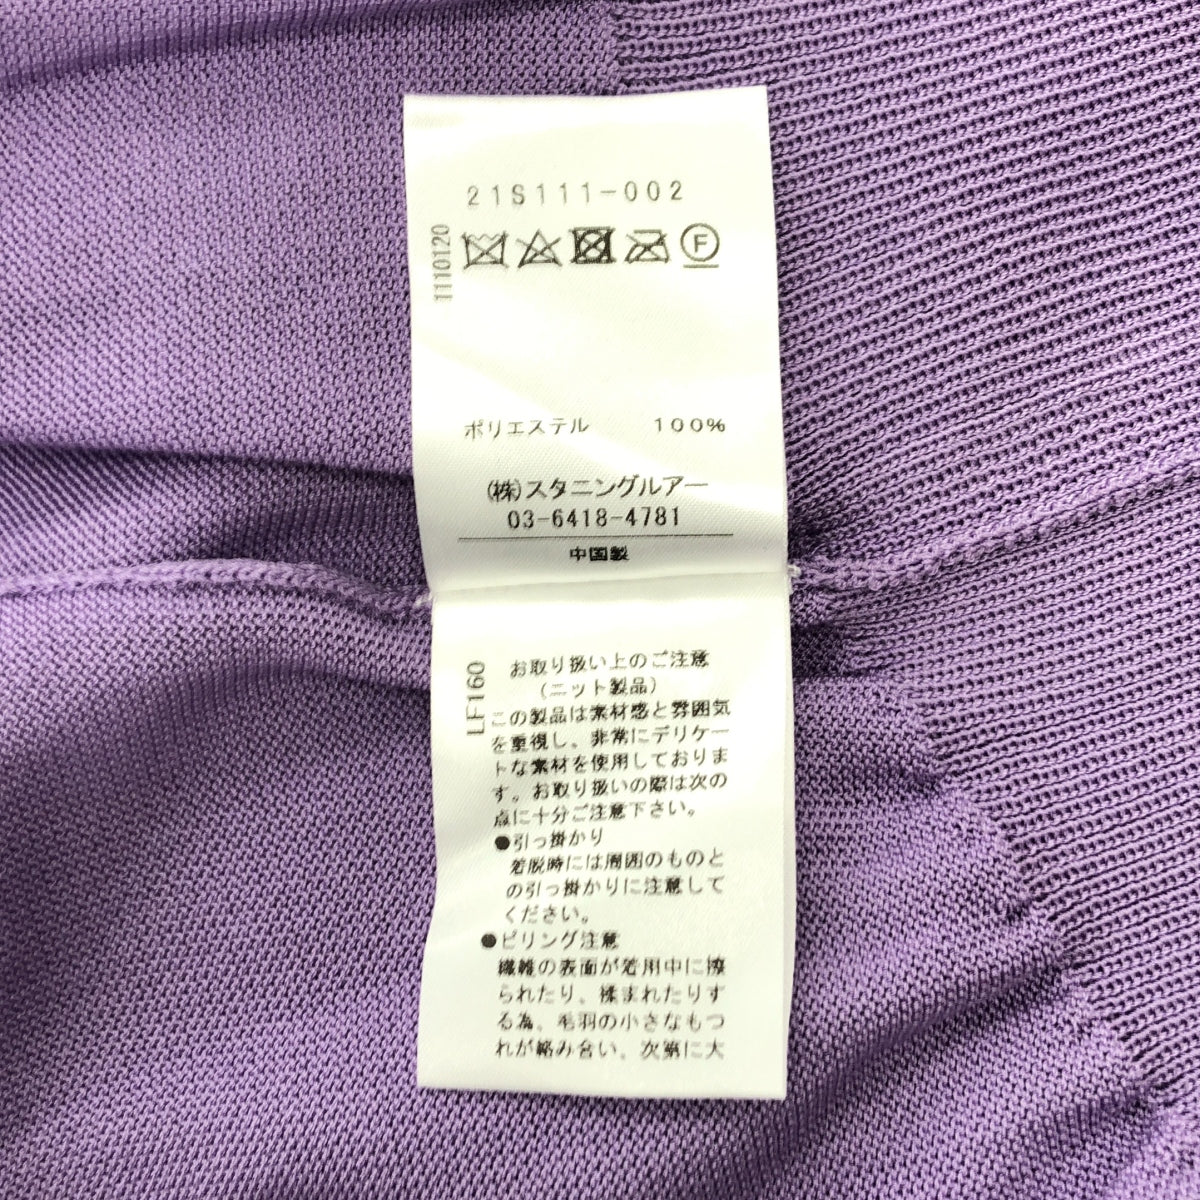 21S111-002
1110120
F
ポリエステル 100%
(株)スタニングルアー
03-6418-4781
中国製
LF160
お取り扱い上のご注意
(ニット製品)
この製品は素材感と雰囲気
を重視し、非常にデリケー
トな素材を使用しておりま
す。お取り扱いの際は次の
点に十分ご注意下さい。
●引っ掛かり
着脱時には周囲のものと
の引っ掛かりに注意して
ください。
●ピリング注意
繊維の表面が着用中に擦
られたり、揉まれたりす
る為、毛羽の小さなもつ
れが絡み合い、次第に大